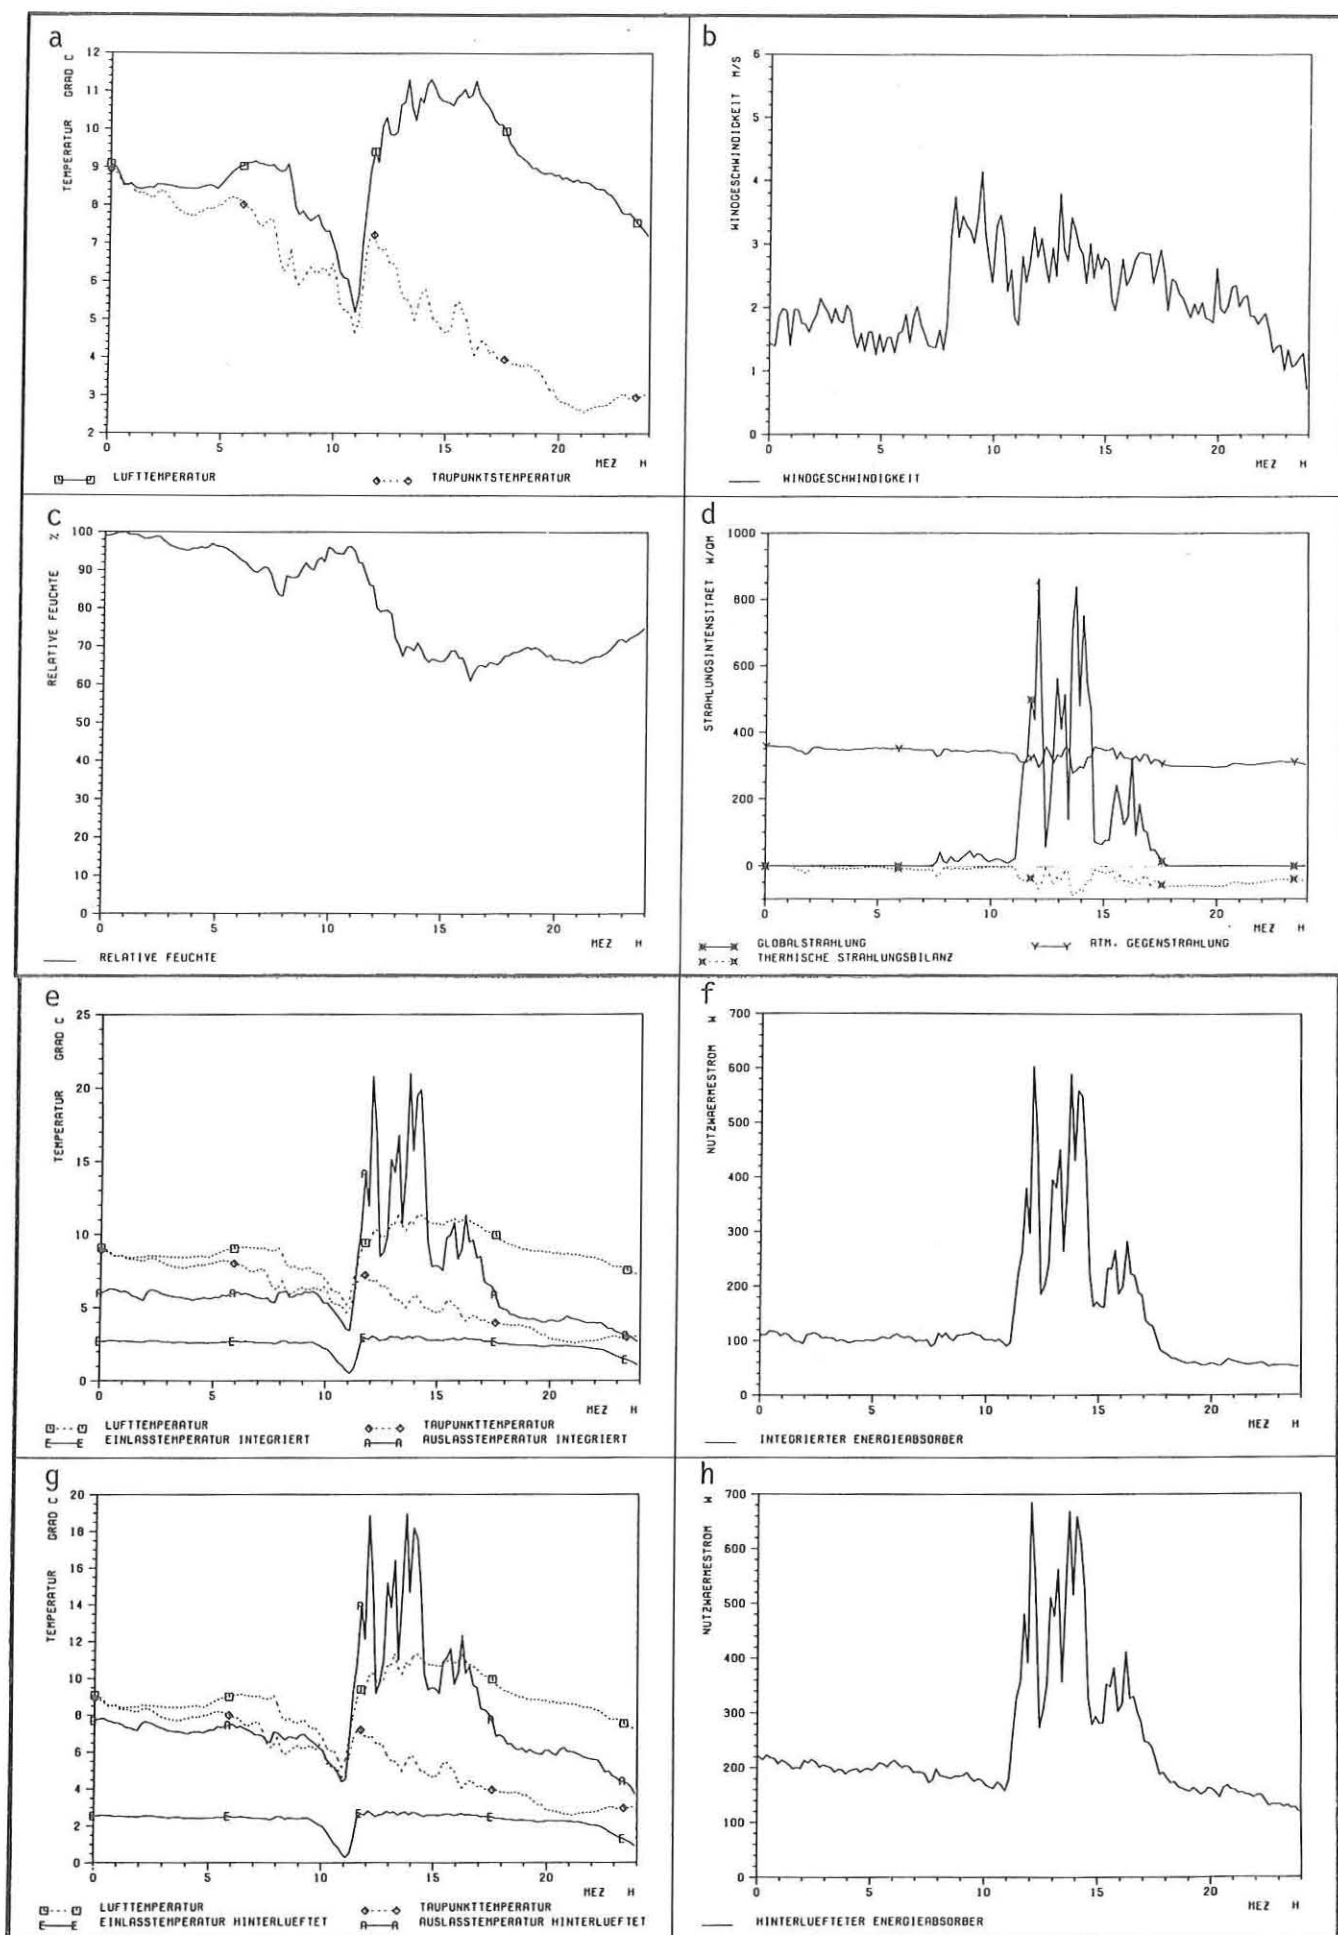 a
TEMPERATUR GRAD C
12
11
10
9
8
7
6
5
4
3
2
0 5 10 15 20
MEZ H
LUFTTEMPERATUR TAUPUNKTSTEMPERATUR
b
WINDGESCHWINDIGKEIT M/S
6
5
4
3
2
1
0
0 5 10 15 20
MEZ H
WINDGESCHWINDIGKEIT
c
RELATIVE FEUCHTE %
100
90
80
70
60
50
40
30
20
10
0
0 5 10 15 20
MEZ H
RELATIVE FEUCHTE
d
STRAHLUNGSINTENSITAET W/QM
1000
800
600
400
200
0
0 5 10 15 20
MEZ H
GLOBALSTRAHLUNG ATM. GEGENSTRAHLUNG
THERMISCHE STRAHLUNGSBILANZ
e
TEMPERATUR GRAD C
25
20
15
10
5
0
0 5 10 15 20
MEZ H
LUFTTEMPERATUR TAUPUNKTTEMPERATUR
EINLASSTEMPERATUR INTEGRIERT AUSLASSTEMPERATUR INTEGRIERT
f
NUTZWAERMESTROM W
700
600
500
400
300
200
100
0
0 5 10 15 20
MEZ H
INTEGRIERTER ENERGIEABSORBER
g
TEMPERATUR GRAD C
20
18
16
14
12
10
8
6
4
2
0
0 5 10 15 20
MEZ H
LUFTTEMPERATUR TAUPUNKTTEMPERATUR
EINLASSTEMPERATUR HINTERLUEFTET AUSLASSTEMPERATUR HINTERLUEFTET
h
NUTZWAERMESTROM W
700
600
500
400
300
200
100
0
0 5 10 15 20
MEZ H
HINTERLUEFTETER ENERGIEABSORBER